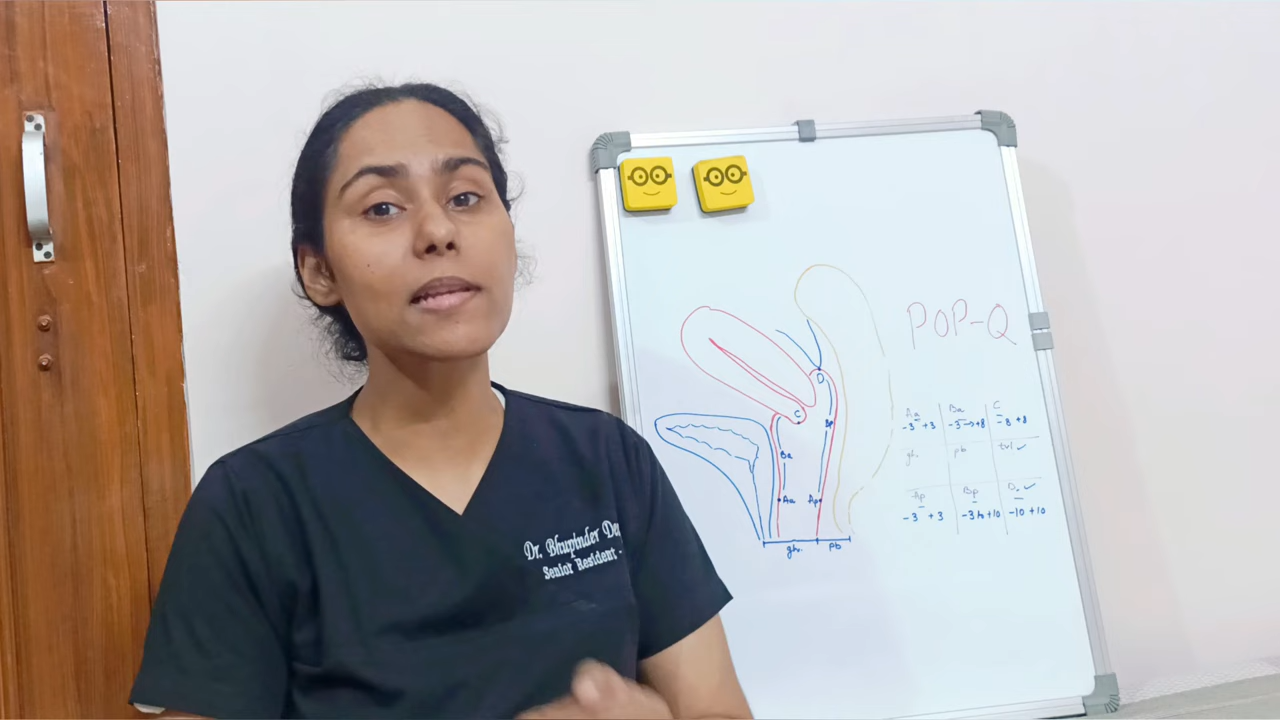 POP-Q
D
C
Bp
Ba
Aa
Ap
gh.
pb
Aa Ba C
-3 +3 -3→+8 -8 +8
gh pb tvl ✓
Ap Bp D. ✓
-3 +3 -3 to +10 -10 +10
Dr. Bhupinder
Senior Resident -